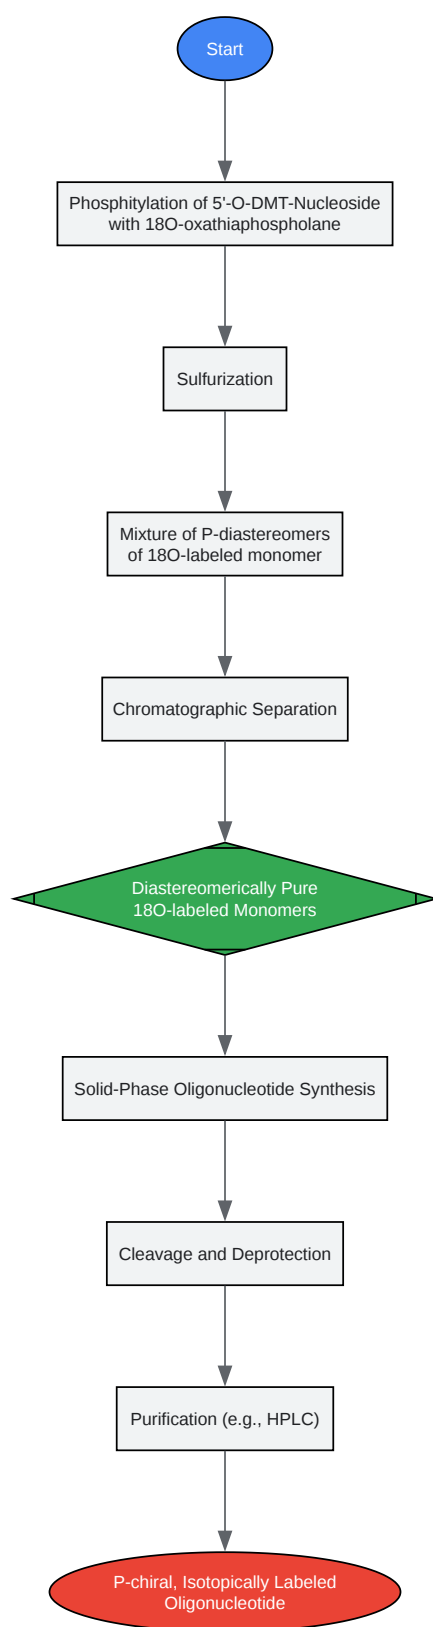 Start
Phosphitylation of 5'-O-DMT-Nucleoside
with 18O-oxathiaphospholane
Sulfurization
Mixture of P-diastereomers
of 18O-labeled monomer
Chromatographic Separation
Diastereomerically Pure
18O-labeled Monomers
Solid-Phase Oligonucleotide Synthesis
Cleavage and Deprotection
Purification (e.g., HPLC)
P-chiral, Isotopically Labeled
Oligonucleotide